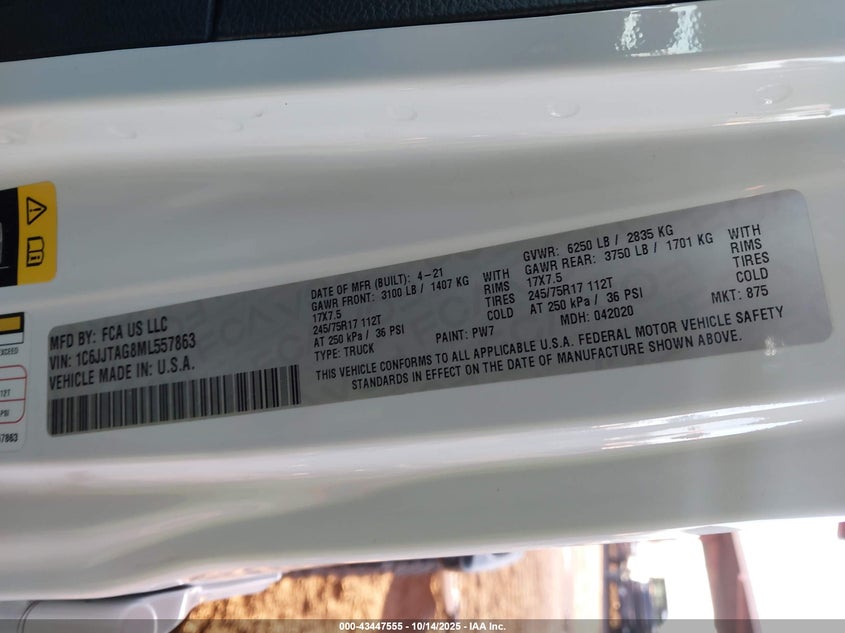 EXCEED
12T
PSI
57863
MFD BY: FCA US LLC
VIN: 1C6JJTAG8ML557863
VEHICLE MADE IN: U.S.A.
DATE OF MFR (BUILT): 4-21
GAWR FRONT: 3100 LB / 1407 KG WITH
17X7.5 RIMS
245/75R17 112T TIRES
AT 250 kPa / 36 PSI COLD
TYPE: TRUCK PAINT: PW7
GVWR: 6250 LB / 2835 KG
GAWR REAR: 3750 LB / 1701 KG WITH
17X7.5 RIMS
245/75R17 112T TIRES
AT 250 kPa / 36 PSI COLD
MDH: 042020 MKT: 875
THIS VEHICLE CONFORMS TO ALL APPLICABLE U.S.A. FEDERAL MOTOR VEHICLE SAFETY
STANDARDS IN EFFECT ON THE DATE OF MANUFACTURE SHOWN ABOVE.
000-43447555 - 10/14/2025 - IAA Inc.